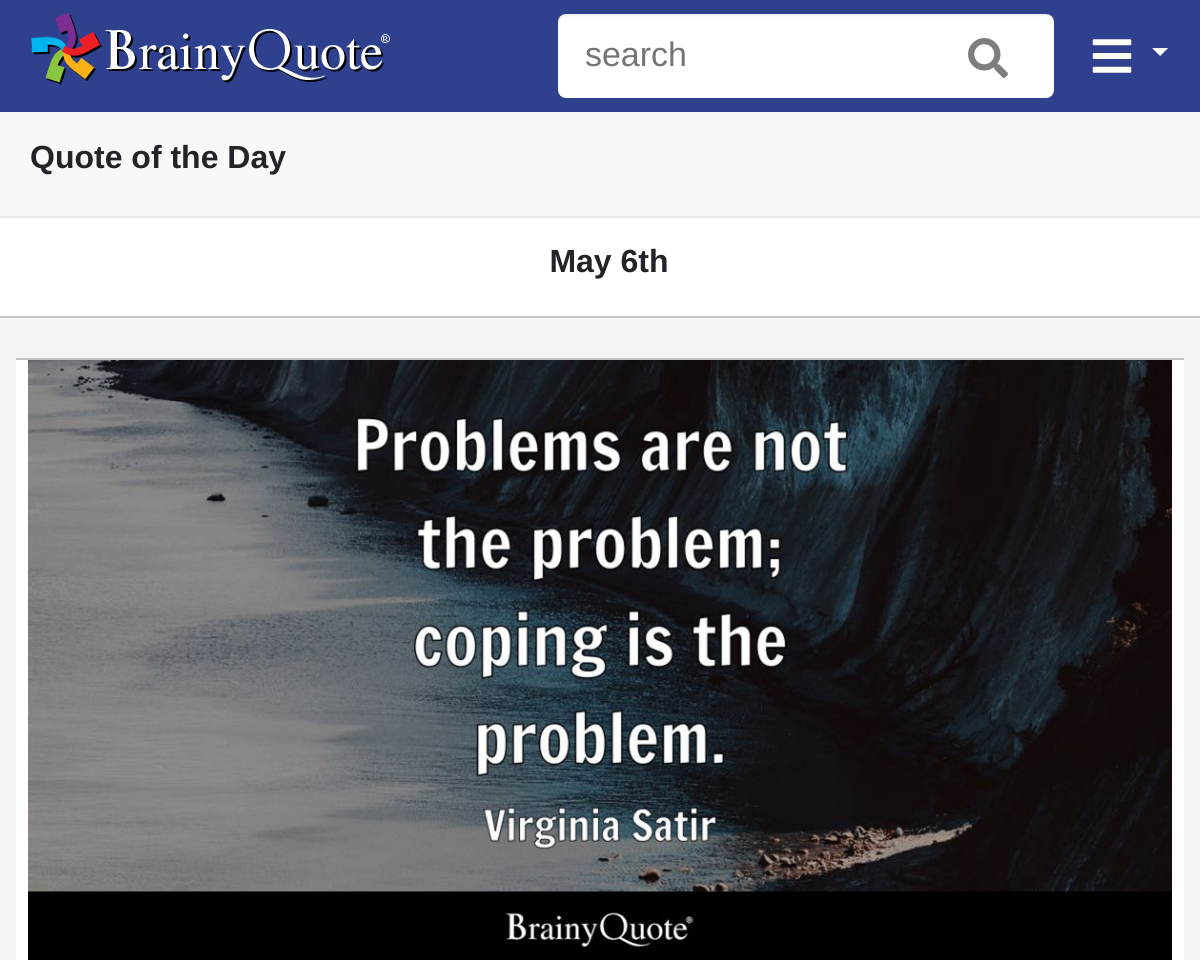 BrainyQuote®
search
Quote of the Day
May 6th
Problems are not
the problem;
coping is the
problem.
Virginia Satir
BrainyQuote®